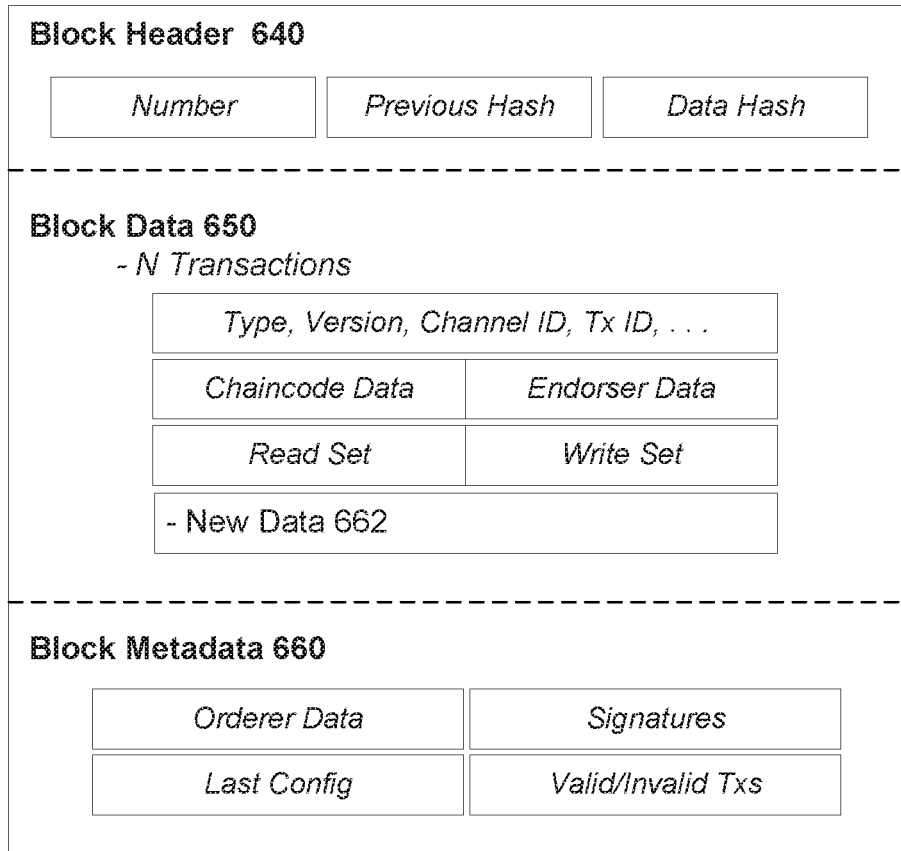 Block Header 640
Number
Previous Hash
Data Hash
Block Data 650
- N Transactions
Type, Version, Channel ID, Tx ID, . . .
Chaincode Data
Endorser Data
Read Set
Write Set
- New Data 662
Block Metadata 660
Orderer Data
Signatures
Last Config
Valid/Invalid Txs